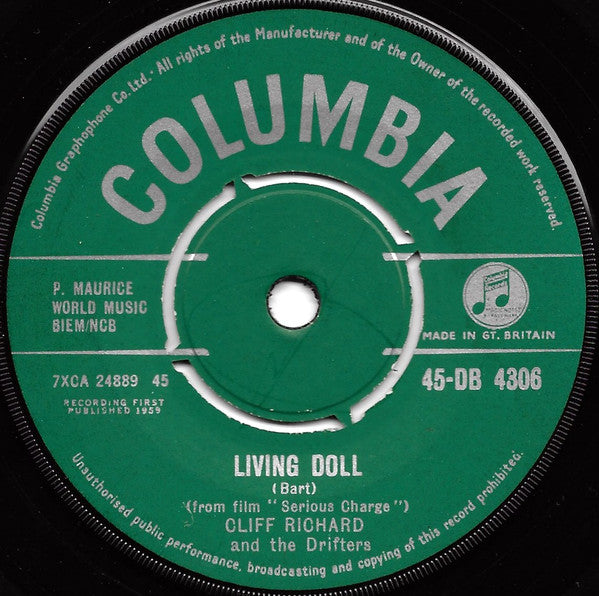 Columbia Graphophone Co. Ltd. · All rights of the Manufacturer and of the Owner of the recorded work reserved.
COLUMBIA
P. MAURICE
WORLD MUSIC
BIEM/NCB
MADE IN GT. BRITAIN
7XCA 24889 45
45-DB 4306
RECORDING FIRST
PUBLISHED 1959
LIVING DOLL
(Bart)
(from film "Serious Charge")
CLIFF RICHARD
and the Drifters
Unauthorised public performance, broadcasting and copying of this record prohibited.